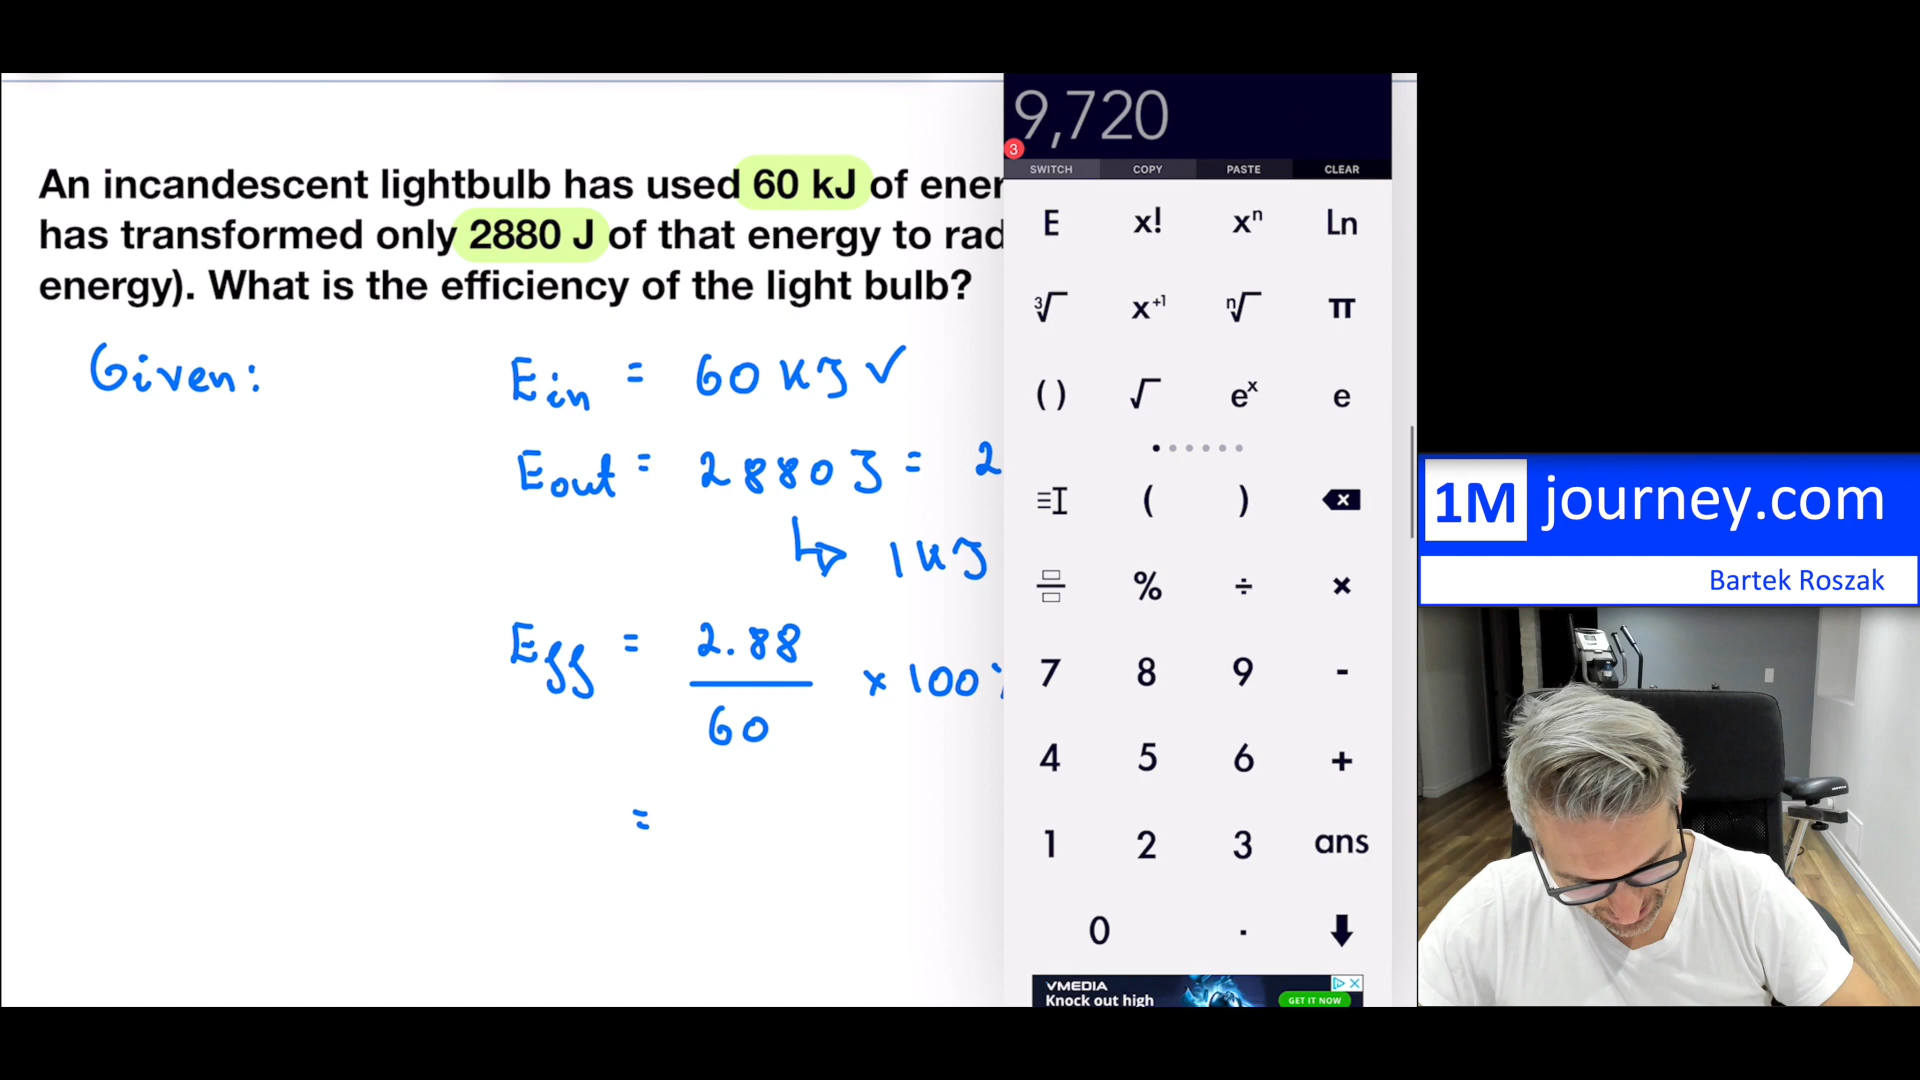 An incandescent lightbulb has used 60 kJ of ener
has transformed only 2880 J of that energy to rad
energy). What is the efficiency of the light bulb?
Given:
Ein = 60 kJ ✓
Eout = 2880 J = 2
↳ 1 kJ
Eff = 2.88
60
× 100
=
9,720
3
SWITCH COPY PASTE CLEAR
E x! xⁿ Ln
³√ x⁺¹ ⁿ√ π
( ) √ eˣ e
( )
% ÷ ×
7 8 9 -
4 5 6 +
1 2 3 ans
0 .
VMEDIA
Knock out high
GET IT NOW
1M journey.com
Bartek Roszak